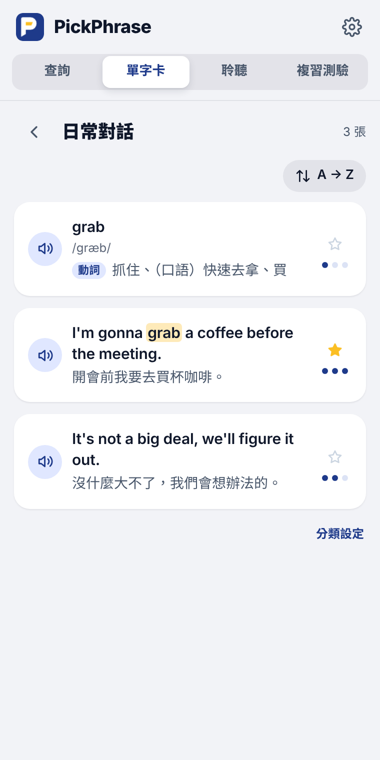 PickPhrase
查詢
單字卡
聆聽
複習測驗
日常對話
3 張
A → Z
grab
/græb/
動詞 抓住、（口語）快速去拿、買
I'm gonna grab a coffee before
the meeting.
開會前我要去買杯咖啡。
It's not a big deal, we'll figure it
out.
沒什麼大不了，我們會想辦法的。
分類設定